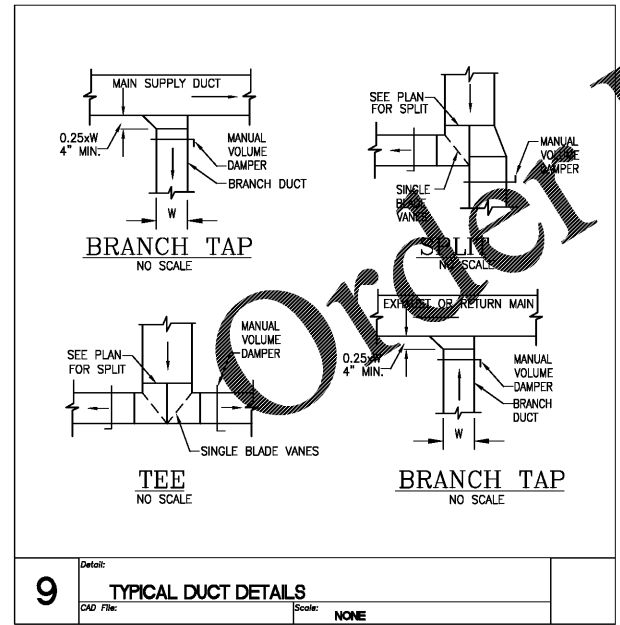 MAIN SUPPLY DUCT
0.25xW
4" MIN.
MANUAL
VOLUME
DAMPER
BRANCH DUCT
W
BRANCH TAP
NO SCALE
SEE PLAN
FOR SPLIT
MANUAL
VOLUME
DAMPER
SINGLE
BLADE
VANES
SPLIT
NO SCALE
SEE PLAN
FOR SPLIT
MANUAL
VOLUME
DAMPER
SINGLE BLADE VANES
TEE
NO SCALE
EXHAUST OR RETURN MAIN
0.25xW
4" MIN.
MANUAL
VOLUME
DAMPER
BRANCH
DUCT
W
BRANCH TAP
NO SCALE
Order
9
Detail:
TYPICAL DUCT DETAILS
CAD File:
Scale:
NONE